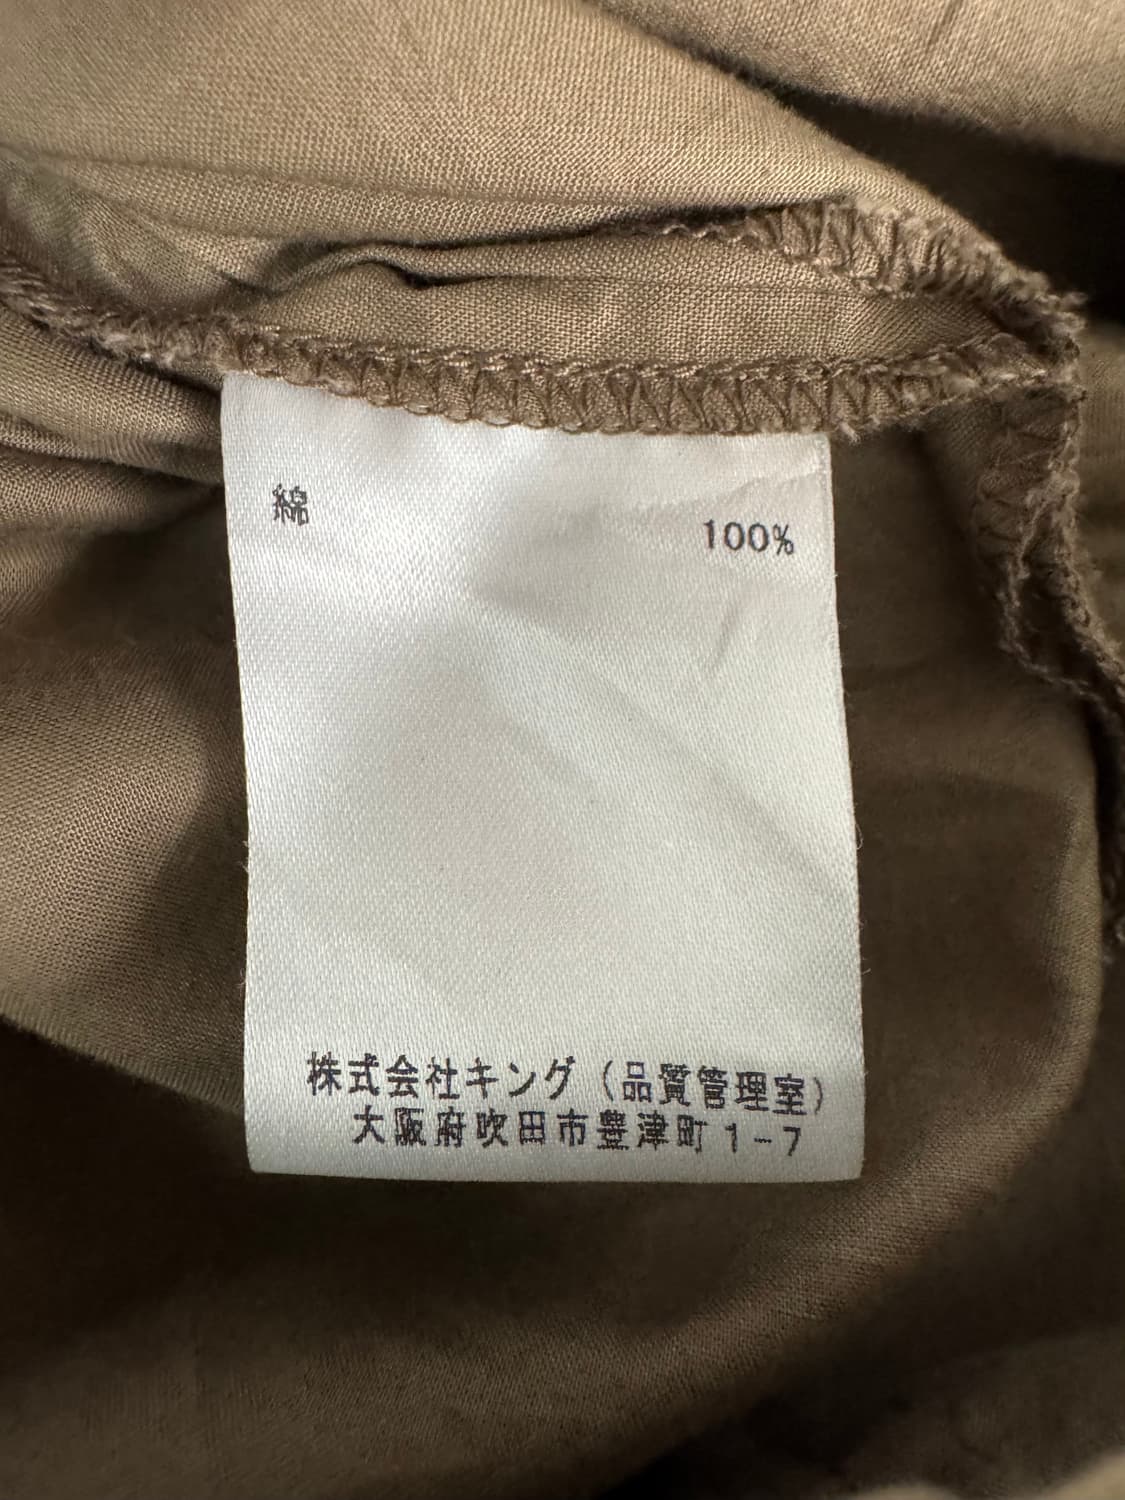 綿 100%
株式会社キング（品質管理室）
大阪府吹田市豊津町1-7